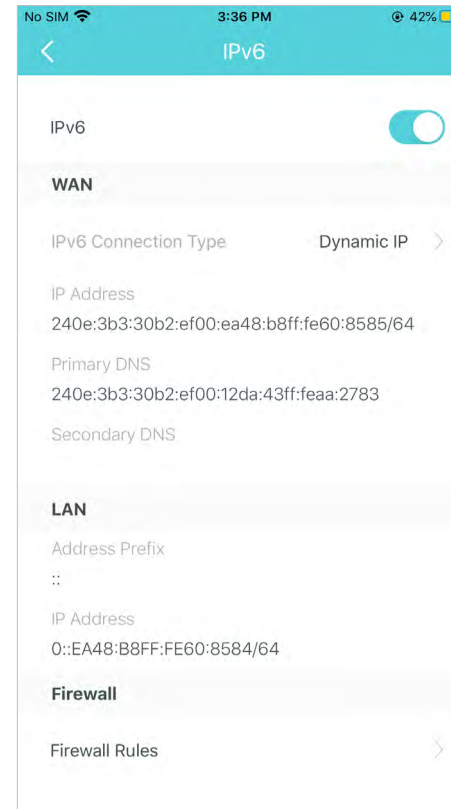 No SIM 3:36 PM 42%
IPv6
IPv6
WAN
IPv6 Connection Type Dynamic IP
IP Address
240e:3b3:30b2:ef00:ea48:b8ff:fe60:8585/64
Primary DNS
240e:3b3:30b2:ef00:12da:43ff:feaa:2783
Secondary DNS
LAN
Address Prefix
::
IP Address
0::EA48:B8FF:FE60:8584/64
Firewall
Firewall Rules